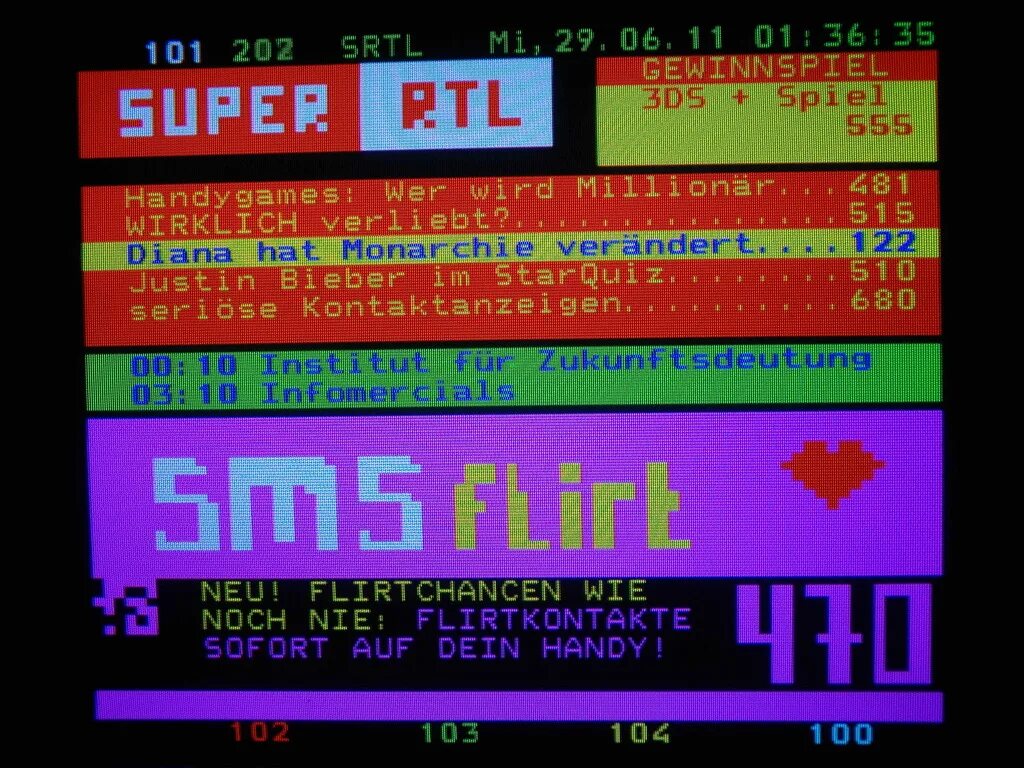 101 202 SRTL Mi,29.06.11 01:36:35
SUPER RTL
GEWINNSPIEL
3DS + Spiel
555
Handygames: Wer wird Millionär...481
WIRKLICH verliebt?...............515
Diana hat Monarchie verändert....122
Justin Bieber im StarQuiz........510
seriöse Kontaktanzeigen..........680
00:10 Institut für Zukunftsdeutung
03:10 Infomercials
SMS flirt
NEU! FLIRTCHANCEN WIE
NOCH NIE: FLIRTKONTAKTE
SOFORT AUF DEIN HANDY!
470
102 103 104 100